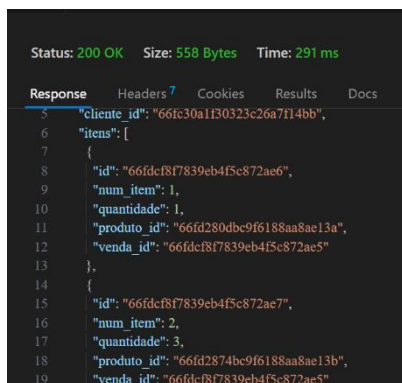 Status: 200 OK Size: 558 Bytes Time: 291 ms
Response Headers 7 Cookies Results Docs
5 "cliente_id": "66fc30a1f30323c26a7f14bb",
6 "itens": [
7 {
8 "id": "66fdcf8f7839eb4f5c872ae6",
9 "num_item": 1,
10 "quantidade": 1,
11 "produto_id": "66fd280dbc9f6188aa8ae13a",
12 "venda_id": "66fdcf8f7839eb4f5c872ae5"
13 },
14 {
15 "id": "66fdcf8f7839eb4f5c872ae7",
16 "num_item": 2,
17 "quantidade": 3,
18 "produto_id": "66fd2874bc9f6188aa8ae13b",
19 "venda_id": "66fdcf8f7839eb4f5c872ae5"